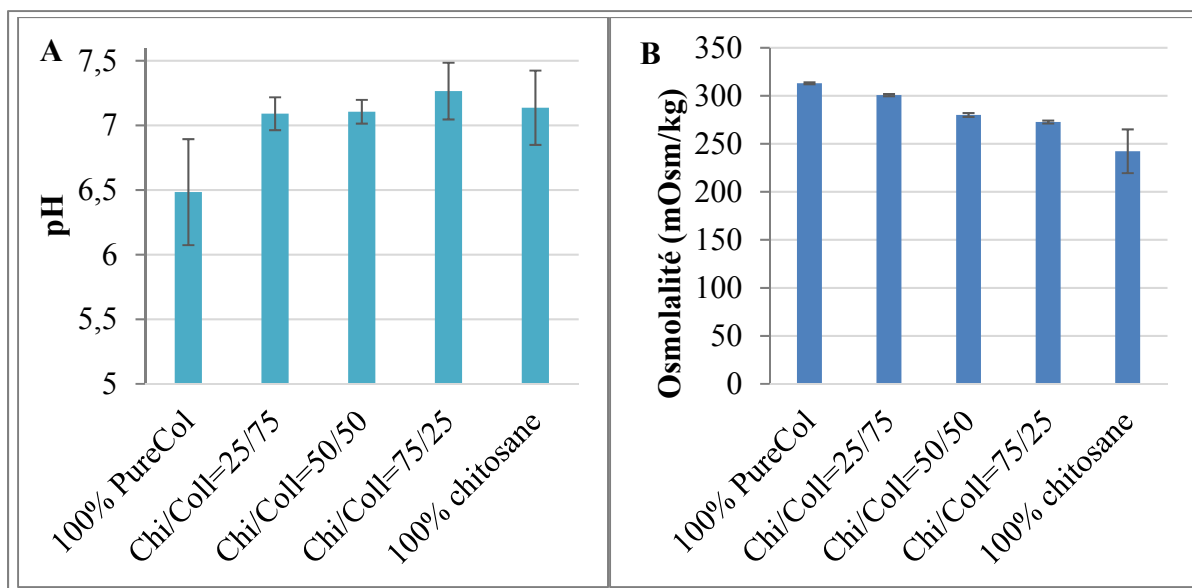 A
pH
7,5
7
6,5
6
5,5
5
100% PureCol
Chi/Coll=25/75
Chi/Coll=50/50
Chi/Coll=75/25
100% chitosane
B
Osmolalité (mOsm/kg)
350
300
250
200
150
100
50
0
100% PureCol
Chi/Coll=25/75
Chi/Coll=50/50
Chi/Coll=75/25
100% chitosane